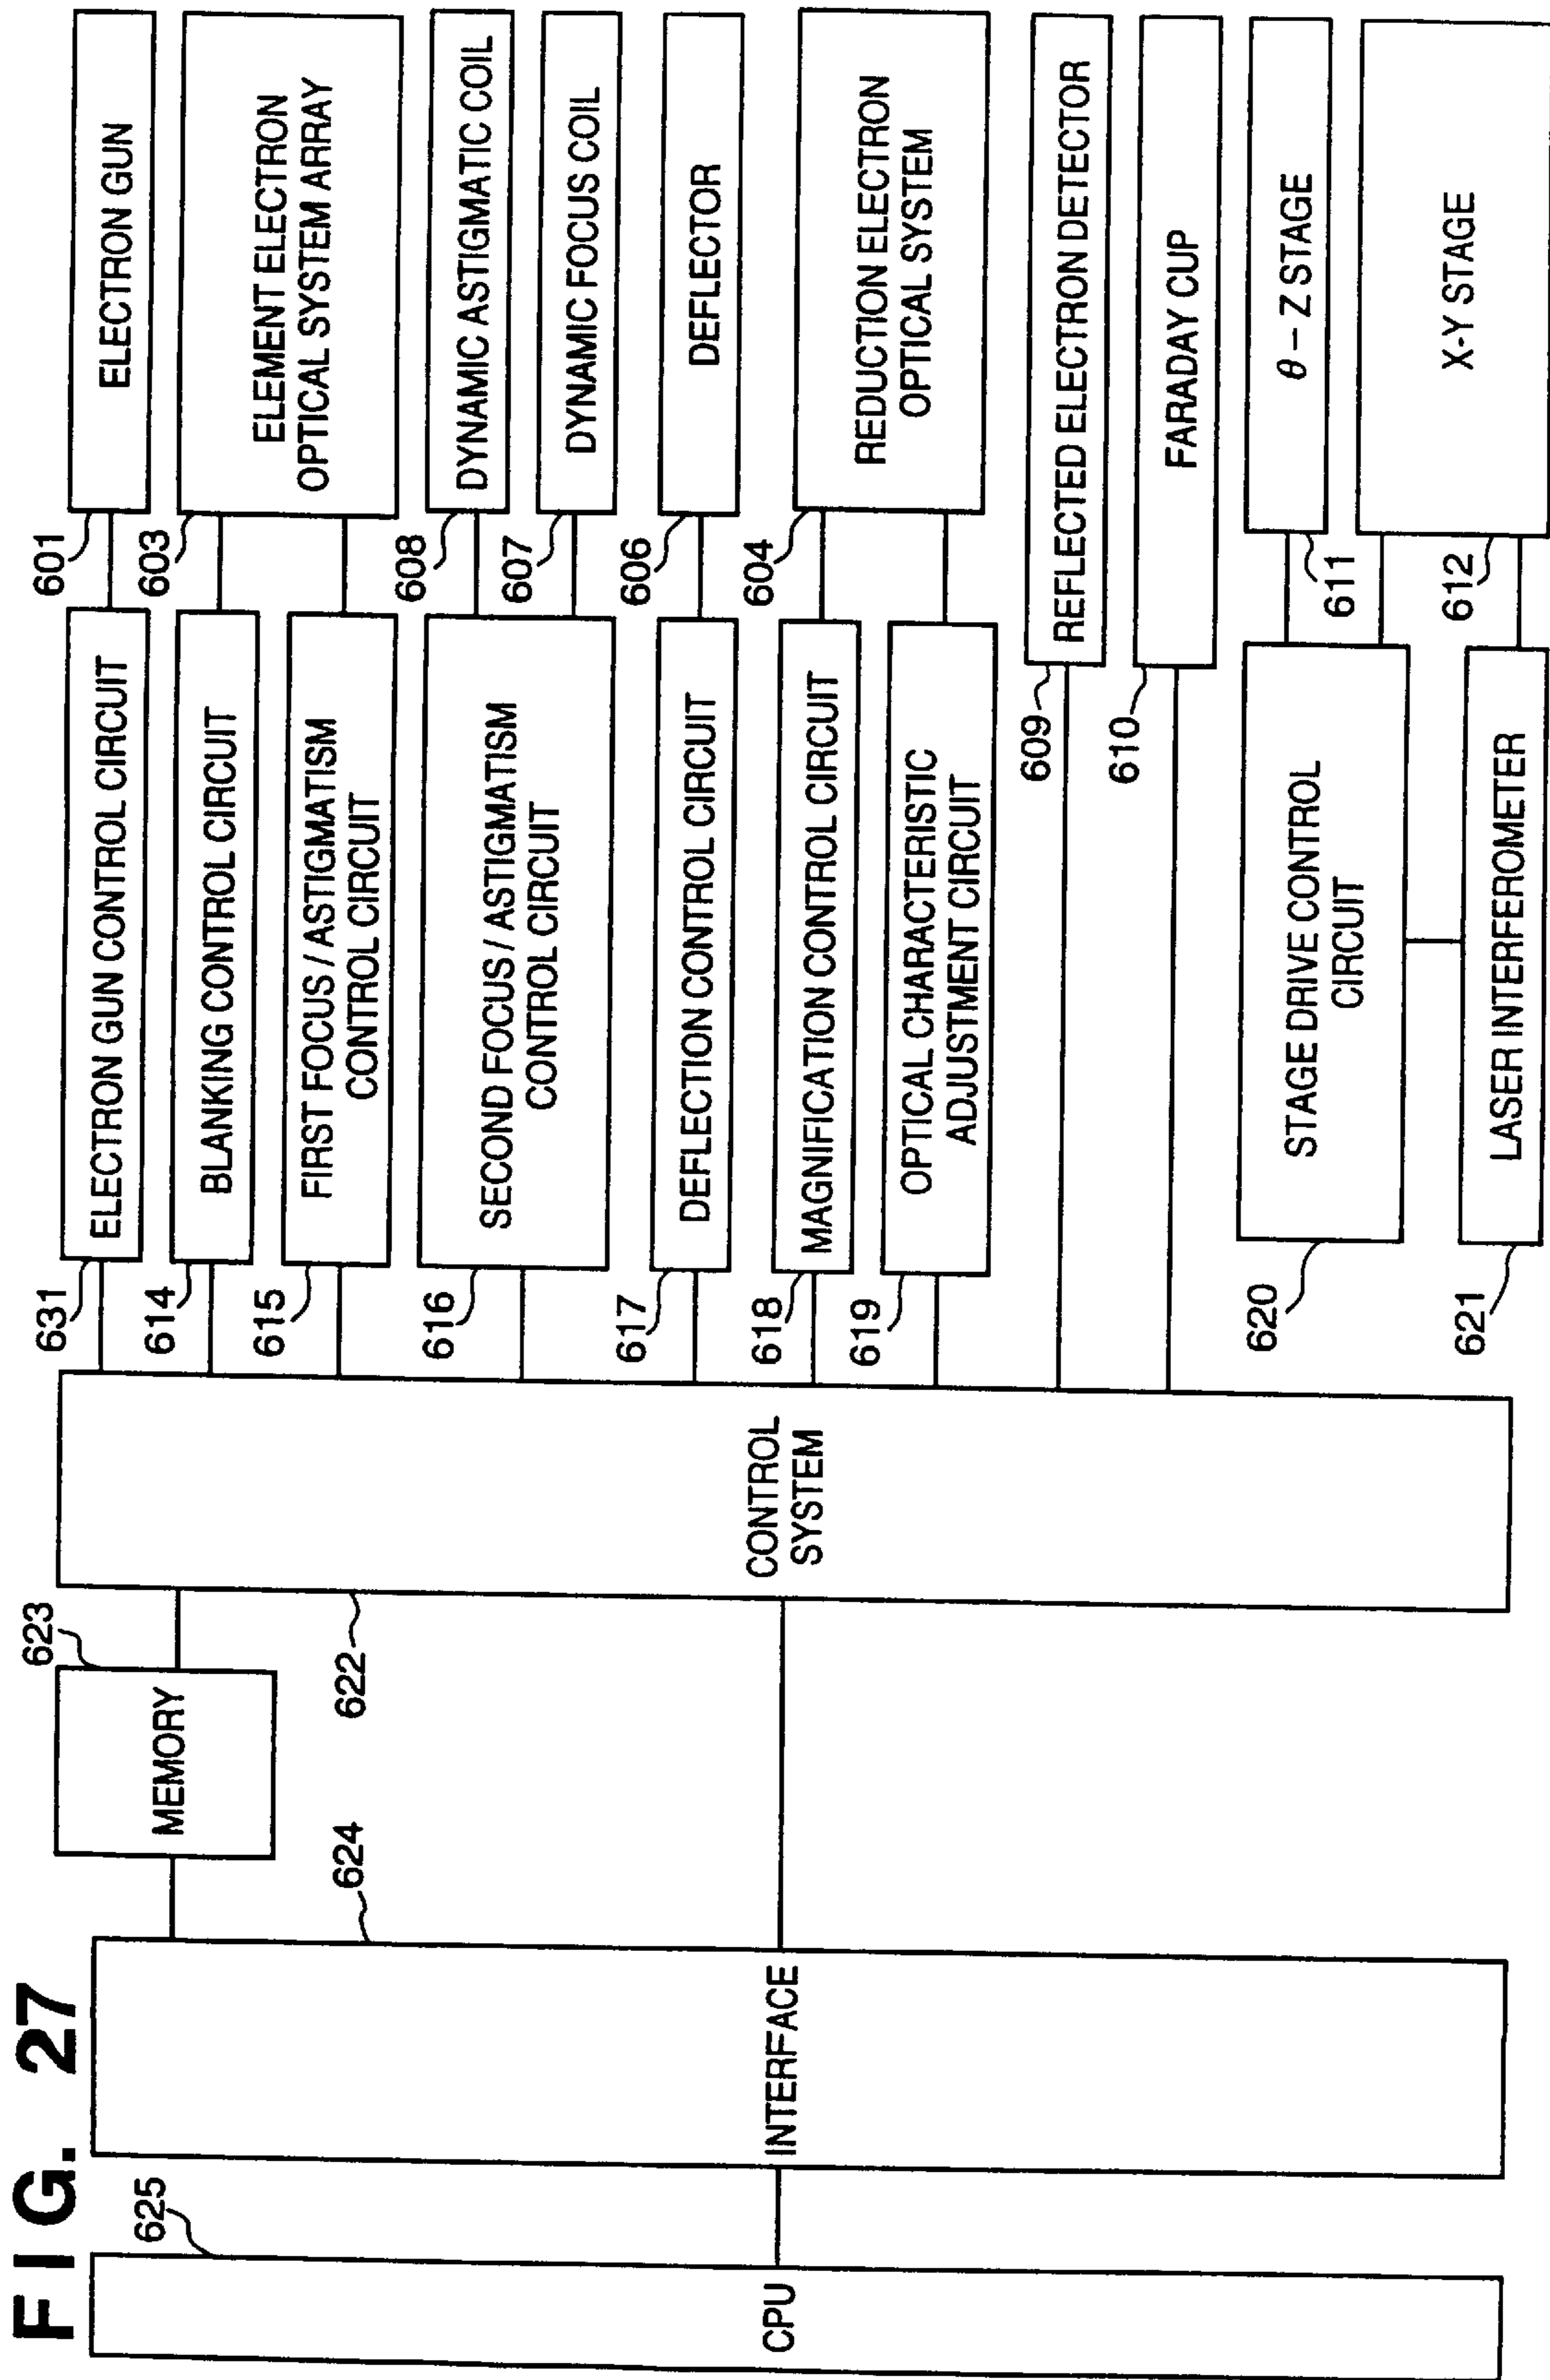 FIG. 27
625
CPU
INTERFACE
624
623
MEMORY
622
CONTROL
SYSTEM
631
ELECTRON GUN CONTROL CIRCUIT
601
ELECTRON GUN
614
BLANKING CONTROL CIRCUIT
603
ELEMENT ELECTRON
OPTICAL SYSTEM ARRAY
615
FIRST FOCUS / ASTIGMATISM
CONTROL CIRCUIT
616
SECOND FOCUS / ASTIGMATISM
CONTROL CIRCUIT
608
DYNAMIC ASTIGMATIC COIL
607
DYNAMIC FOCUS COIL
617
DEFLECTION CONTROL CIRCUIT
606
DEFLECTOR
618
MAGNIFICATION CONTROL CIRCUIT
604
REDUCTION ELECTRON
OPTICAL SYSTEM
619
OPTICAL CHARACTERISTIC
ADJUSTMENT CIRCUIT
609
REFLECTED ELECTRON DETECTOR
610
FARADAY CUP
620
STAGE DRIVE CONTROL
CIRCUIT
611
θ – Z STAGE
612
X-Y STAGE
621
LASER INTERFEROMETER